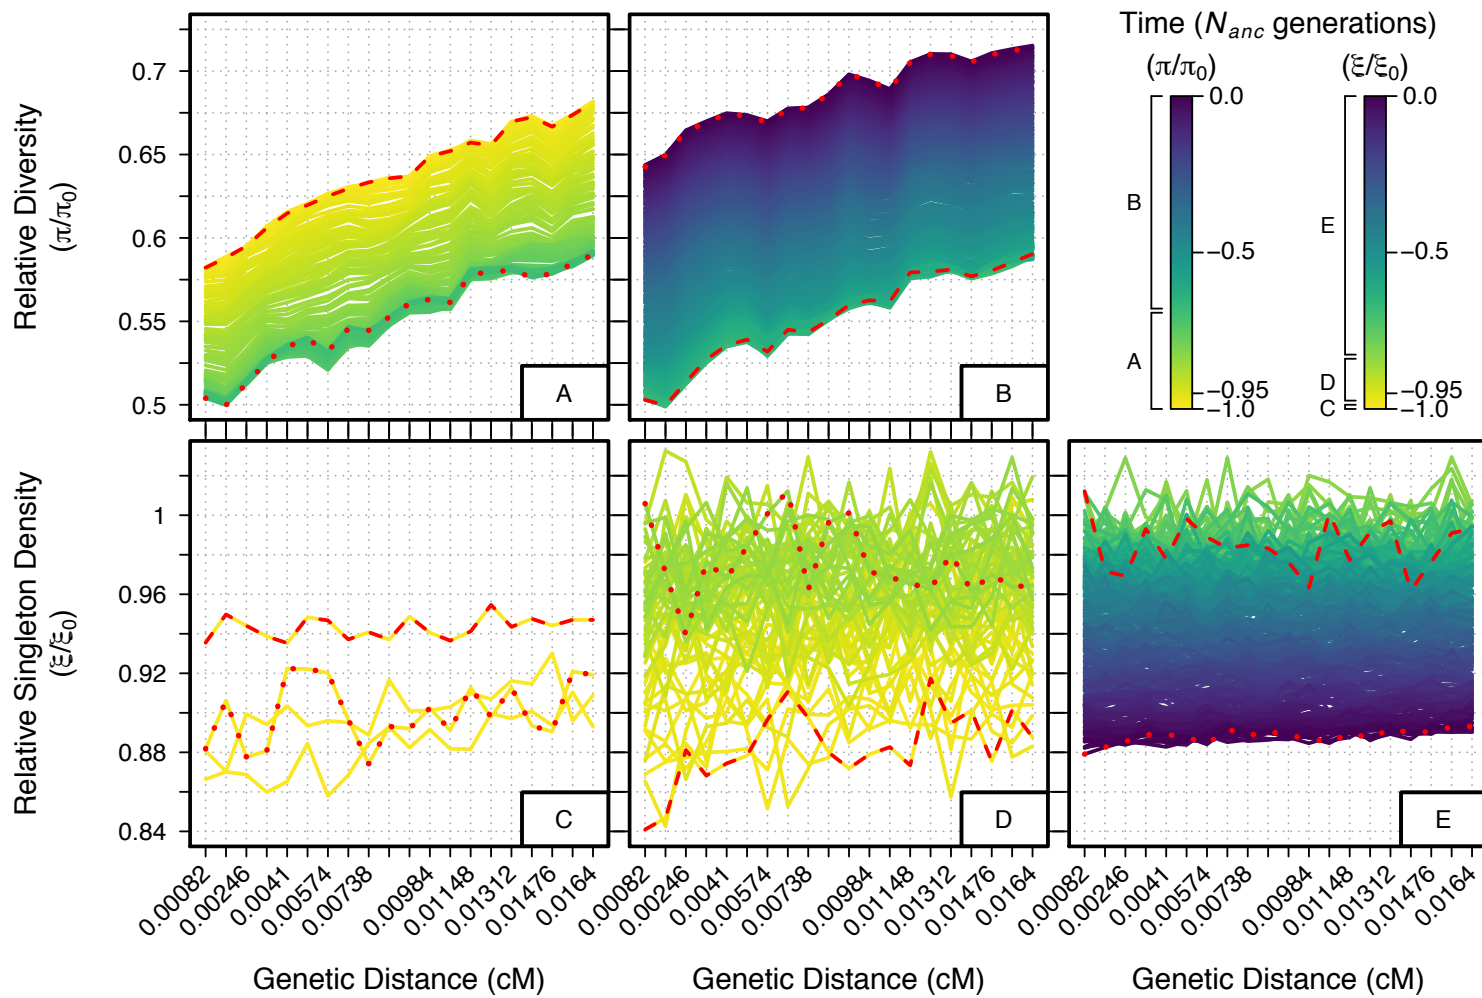 Relative Diversity
(π/π0)
0.7
0.65
0.6
0.55
0.5
A
B
Time (Nanc generations)
(π/π0)
(ξ/ξ0)
0.0
−0.5
−0.95
−1.0
B
A
0.0
−0.5
−0.95
−1.0
E
D
C
Relative Singleton Density
(ξ/ξ0)
1
0.96
0.92
0.88
0.84
C
D
E
0.00082
0.00246
0.0041
0.00574
0.00738
0.00984
0.01148
0.01312
0.01476
0.0164
0.00082
0.00246
0.0041
0.00574
0.00738
0.00984
0.01148
0.01312
0.01476
0.0164
0.00082
0.00246
0.0041
0.00574
0.00738
0.00984
0.01148
0.01312
0.01476
0.0164
Genetic Distance (cM)
Genetic Distance (cM)
Genetic Distance (cM)